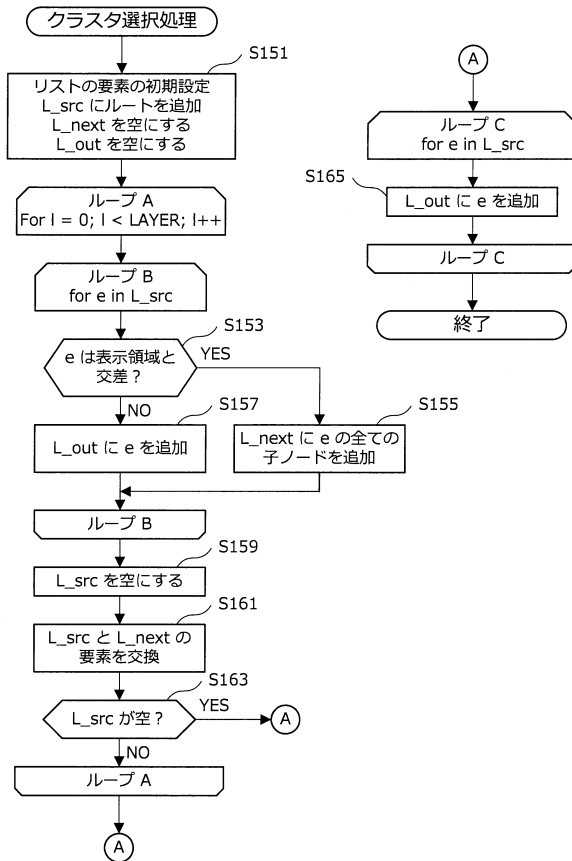 クラスタ選択処理
S151
リストの要素の初期設定
L_src にルートを追加
L_next を空にする
L_out を空にする
ループ A
For l = 0; l < LAYER; l++
ループ B
for e in L_src
S153
e は表示領域と
交差？
YES
NO
S157
L_out に e を追加
S155
L_next に e の全ての
子ノードを追加
ループ B
S159
L_src を空にする
S161
L_src と L_next の
要素を交換
S163
L_src が空？
YES
A
NO
ループ A
A
A
ループ C
for e in L_src
S165
L_out に e を追加
ループ C
終了